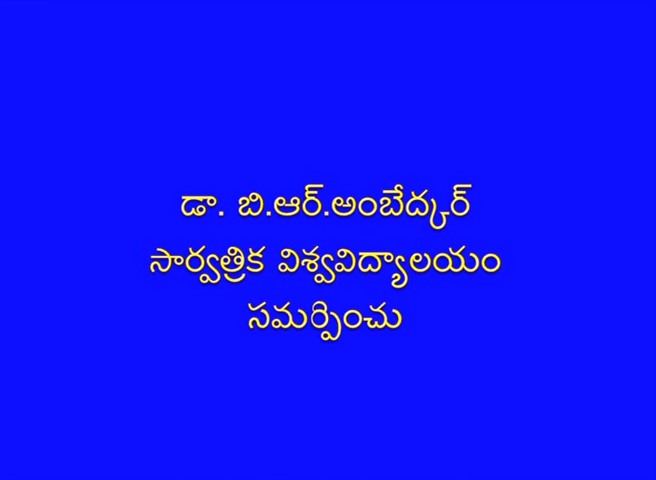 డా. బి.ఆర్.అంబేద్కర్
సార్వత్రిక విశ్వవిద్యాలయం
సమర్పించు